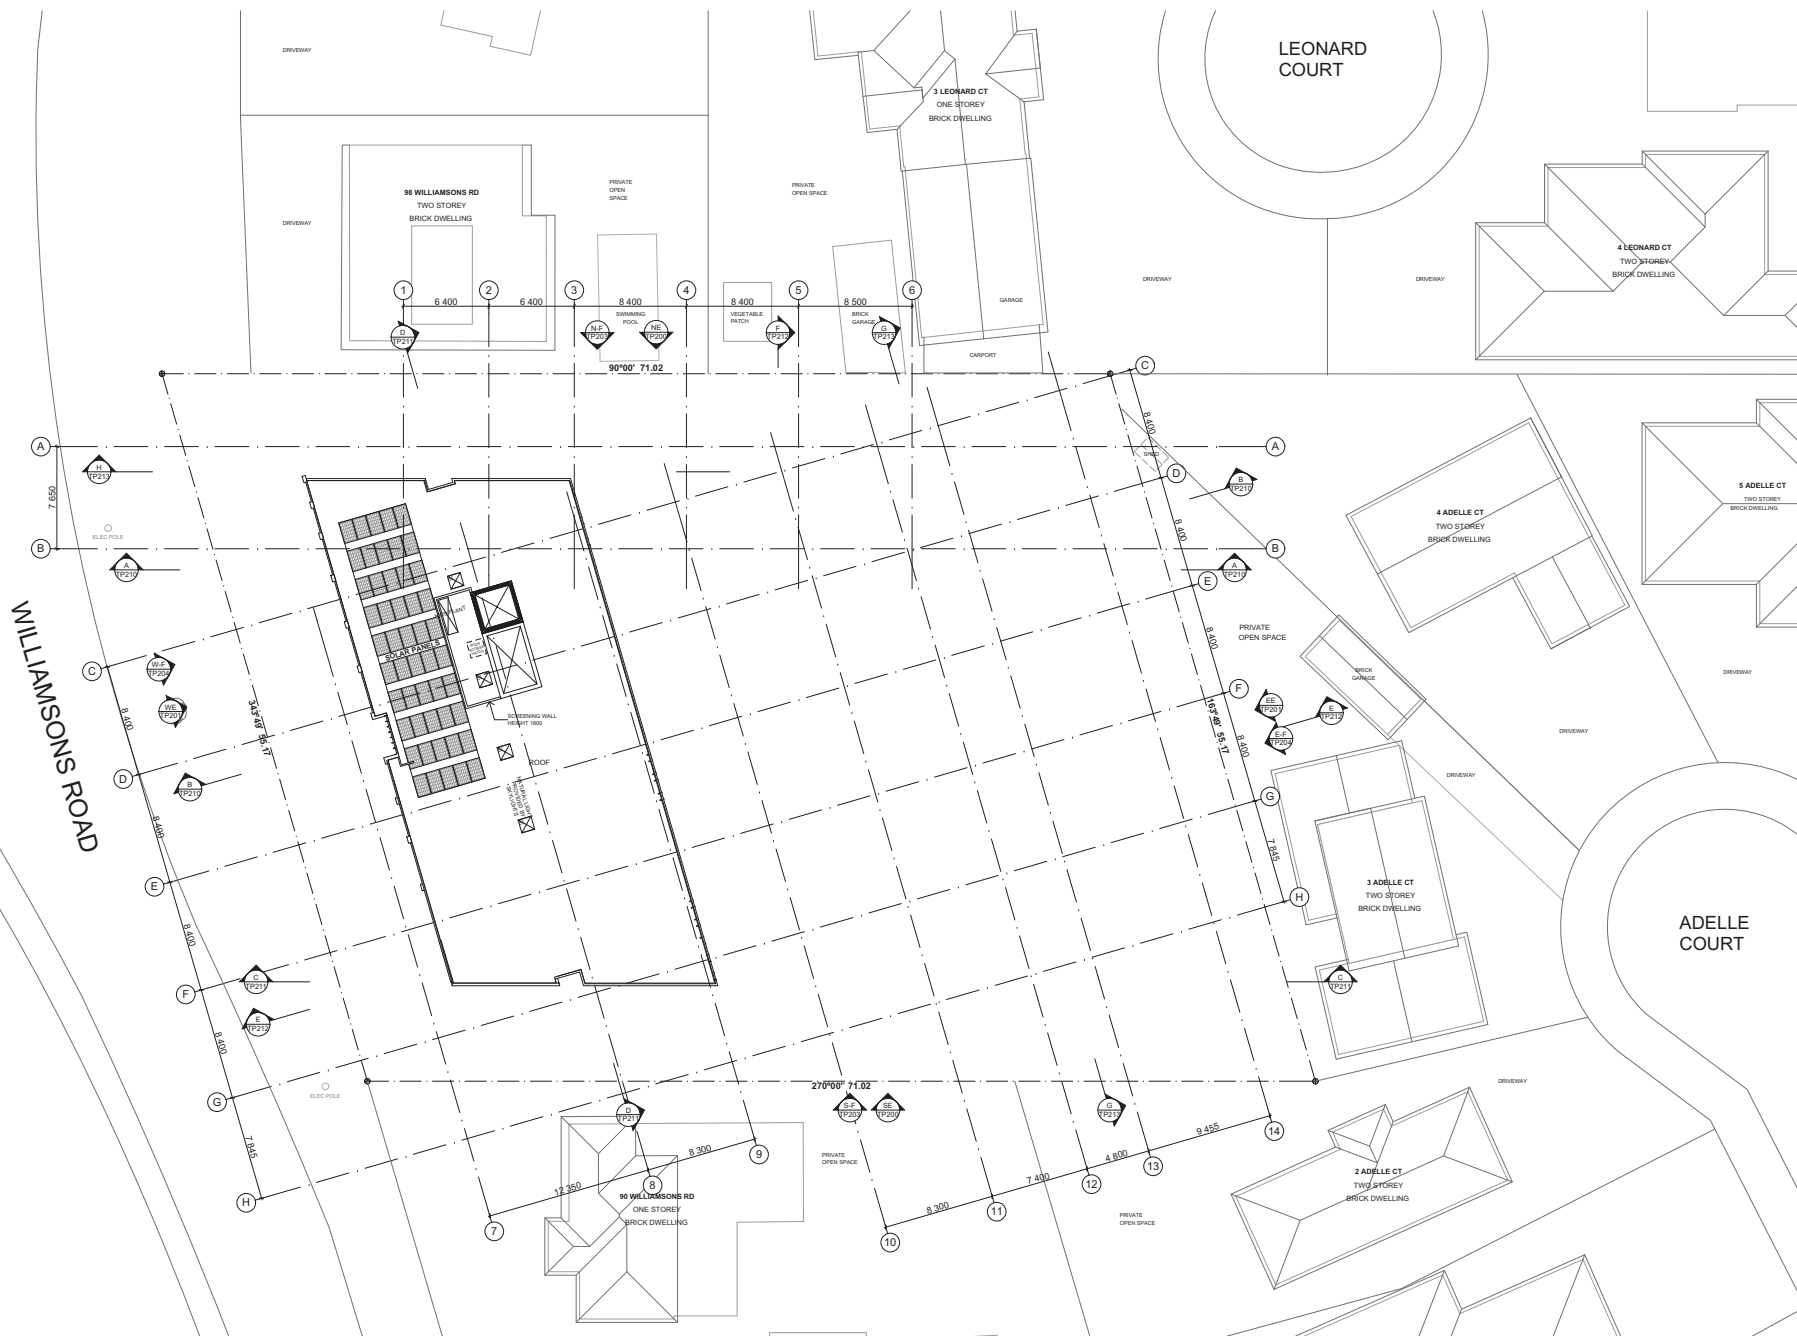 LEONARD
COURT
DRIVEWAY
3 LEONARD CT
ONE STOREY
BRICK DWELLING
98 WILLIAMSONS RD
TWO STOREY
BRICK DWELLING
PRIVATE
OPEN
SPACE
PRIVATE
OPEN SPACE
DRIVEWAY
4 LEONARD CT
TWO STOREY
BRICK DWELLING
DRIVEWAY
DRIVEWAY
1
2
3
4
5
6
6 400
6 400
8 400
8 400
8 500
GARAGE
SWIMMING
POOL
VEGETABLE
PATCH
BRICK
GARAGE
D
TP211
N-F
TP203
NE
TP200
F
TP212
G
TP213
CARPORT
90°00' 71.02
C
8 400
A
A
SHED
H
TP213
D
B
TP210
7 650
5 ADELLE CT
TWO STOREY
BRICK DWELLING
4 ADELLE CT
TWO STOREY
BRICK DWELLING
ELEC POLE
8 400
B
B
A
TP210
A
TP210
E
PLANT
SOLAR PANELS
8 400
PRIVATE
OPEN SPACE
WILLIAMSONS ROAD
C
W-F
TP204
WE
TP201
BRICK
GARAGE
DRIVEWAY
F
343°49' 55.17
163°49' 55.17
8 400
SCREENING WALL
HEIGHT 1800
EE
TP201
E
TP212
E-F
TP204
8 400
DRIVEWAY
D
B
TP210
ROOF
NATURAL LIGHT
PROVIDED BY
SKYLIGHTS
DRIVEWAY
G
8 400
7 845
E
3 ADELLE CT
TWO STOREY
BRICK DWELLING
H
8 400
ADELLE
COURT
C
TP211
C
TP211
F
E
TP212
8 400
270°00" 71.02
ELEC POLE
DRIVEWAY
G
D
TP211
S-F
TP203
SE
TP200
G
TP213
7 845
8 300
9
9 455
14
4 800
13
PRIVATE
OPEN SPACE
2 ADELLE CT
TWO STOREY
BRICK DWELLING
H
12 350
8
7 400
12
90 WILLIAMSONS RD
ONE STOREY
BRICK DWELLING
8 300
11
PRIVATE
OPEN SPACE
7
10